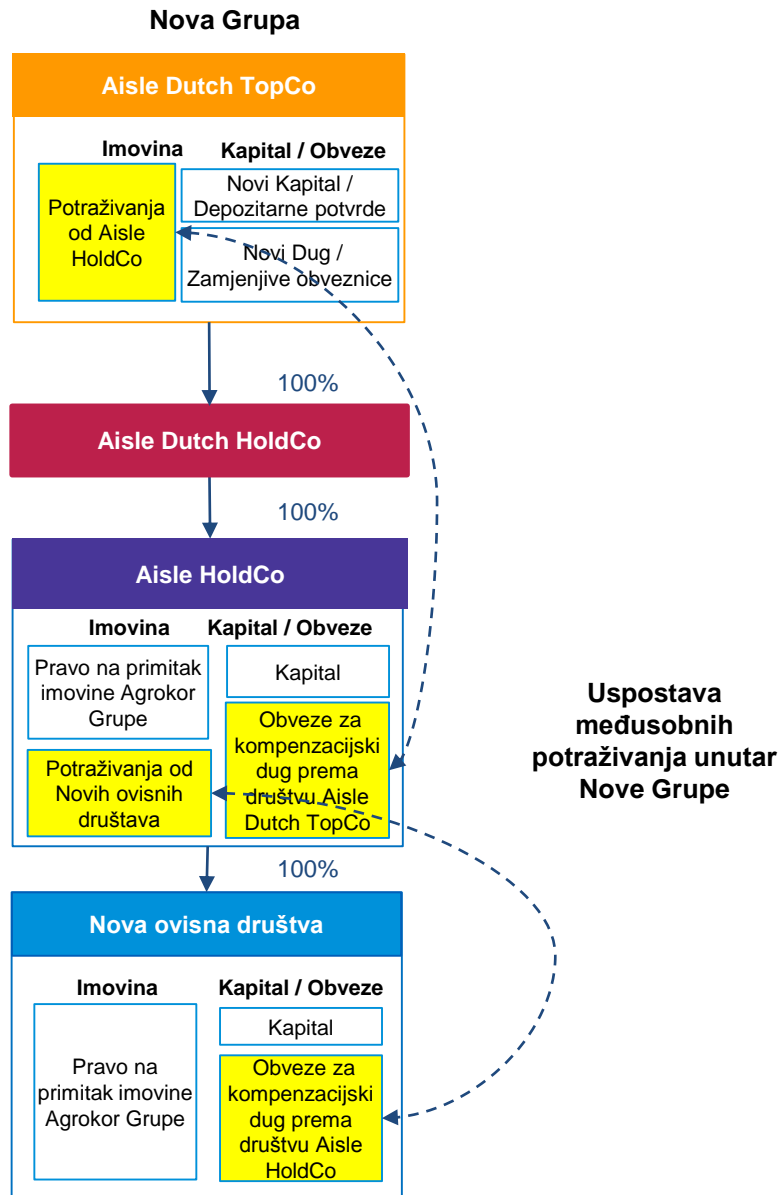 Nova Grupa
Aisle Dutch TopCo
Imovina
Kapital / Obveze
Potraživanja
od Aisle
HoldCo
Novi Kapital /
Depozitarne potvrde
Novi Dug /
Zamjenjive obveznice
100%
Aisle Dutch HoldCo
100%
Aisle HoldCo
Imovina
Kapital / Obveze
Pravo na primitak
imovine Agrokor
Grupe
Potraživanja od
Novih ovisnih
društava
Kapital
Obveze za
kompenzacijski
dug prema
društvu Aisle
Dutch TopCo
Uspostava
međusobnih
potraživanja unutar
Nove Grupe
100%
Nova ovisna društva
Imovina
Kapital / Obveze
Pravo na
primitak imovine
Agrokor Grupe
Kapital
Obveze za
kompenzacijski
dug prema
društvu Aisle
HoldCo